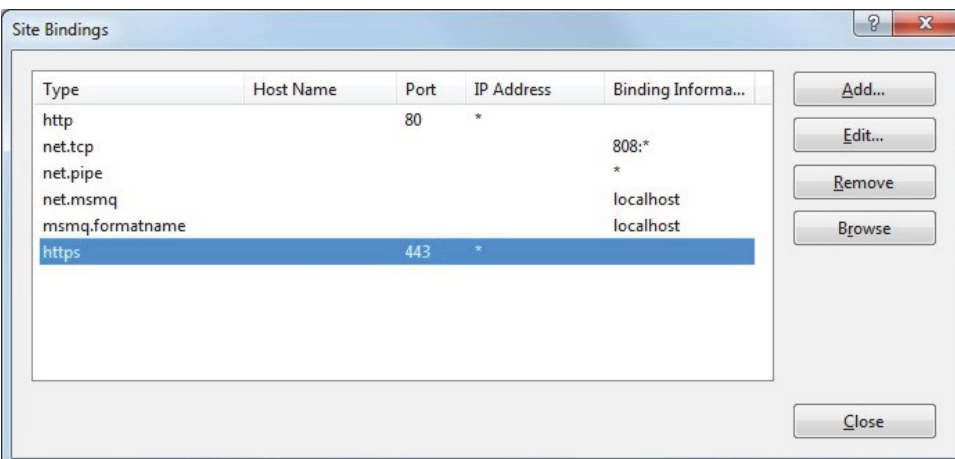 Site Bindings
Type Host Name Port IP Address Binding Informa...
http 80 *
net.tcp 808:*
net.pipe *
net.msmq localhost
msmq.formatname localhost
https 443 *
Add...
Edit...
Remove
Browse
Close